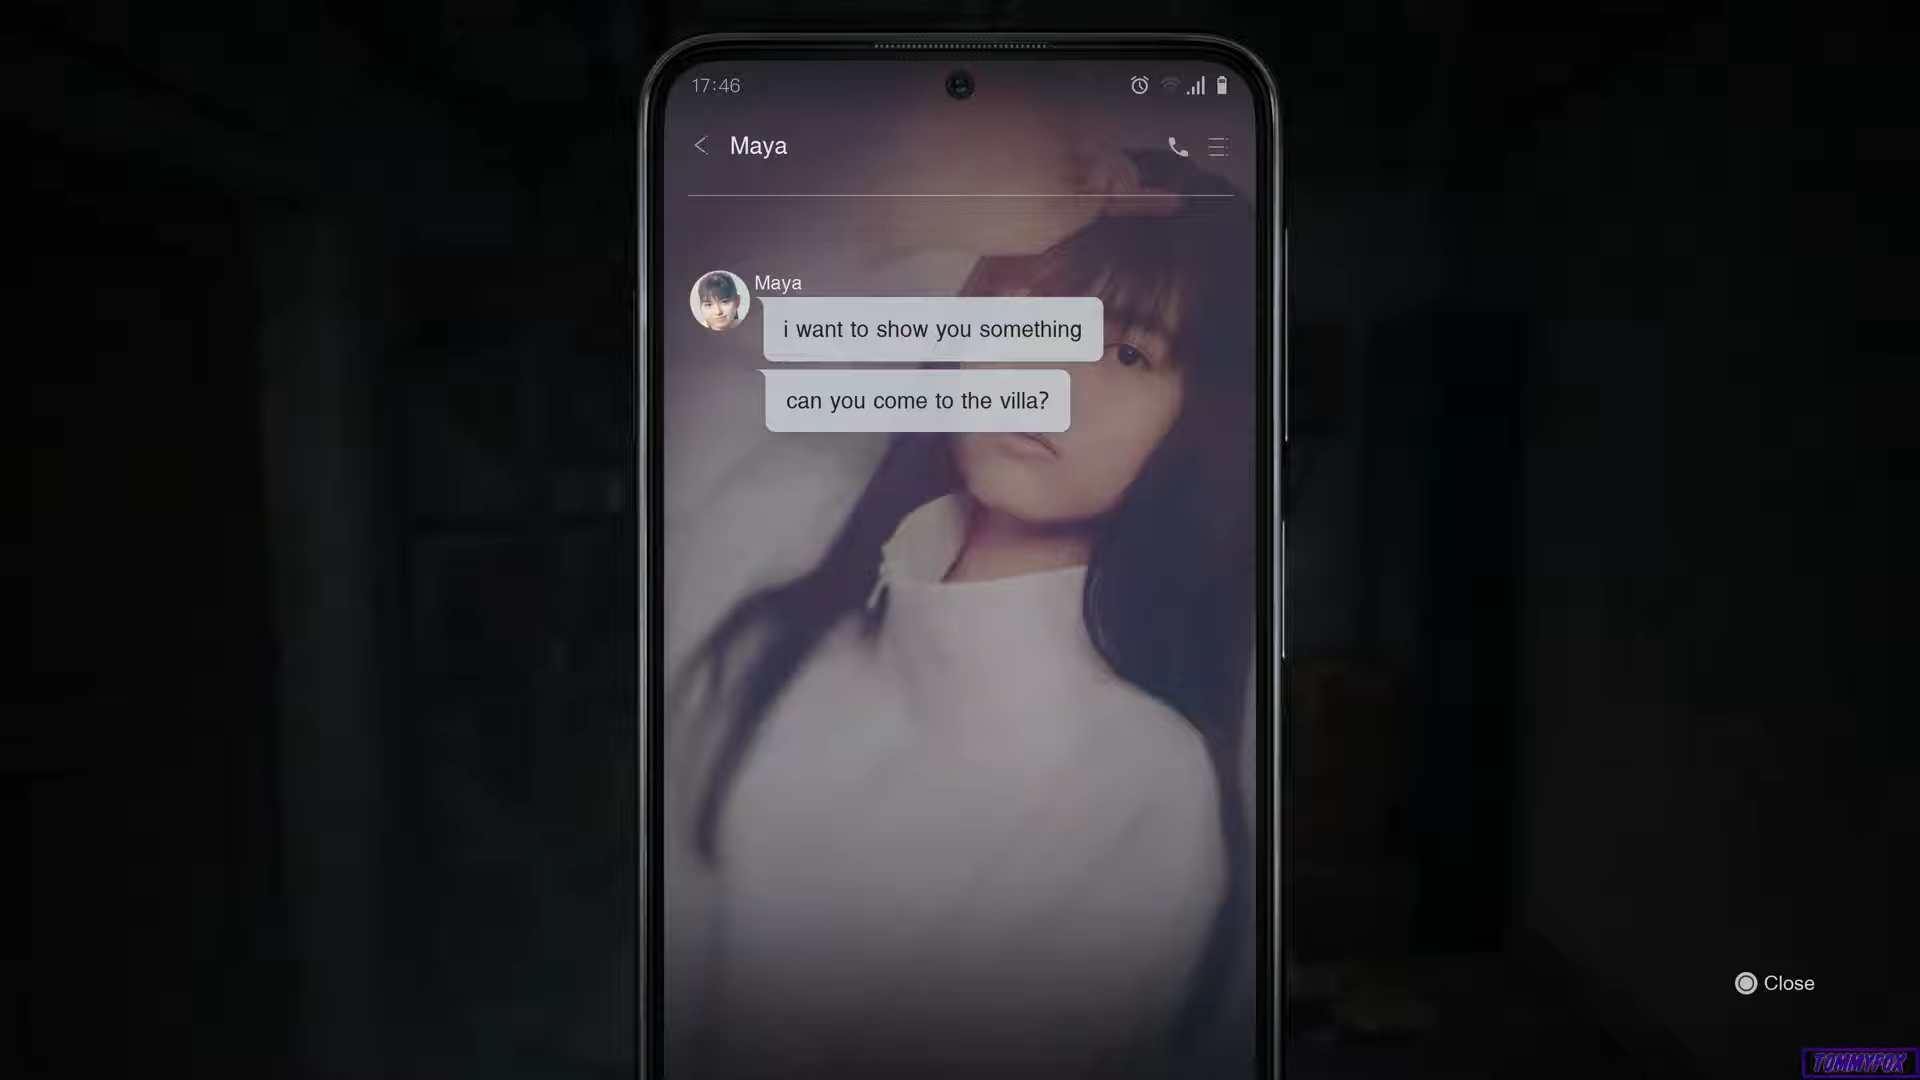 17:46
Maya
Maya
i want to show you something
can you come to the villa?
Close
TOMMYFOX